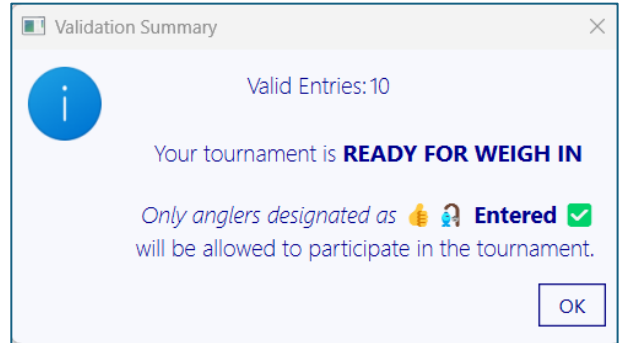 Validation Summary
Valid Entries: 10
Your tournament is READY FOR WEIGH IN
Only anglers designated as 👍 🎣 Entered ✅
will be allowed to participate in the tournament.
OK